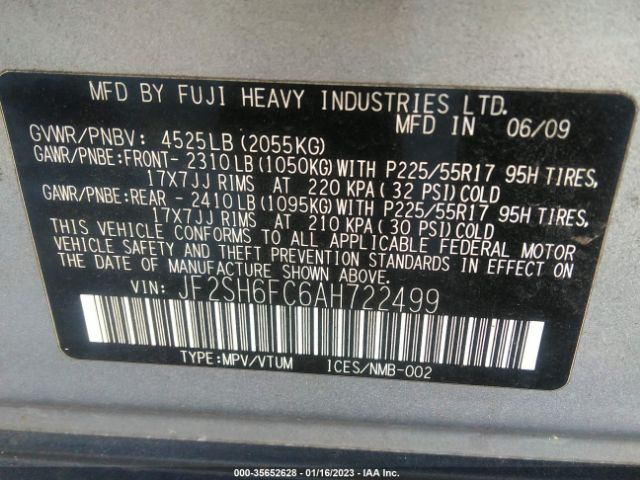 MFD BY FUJI HEAVY INDUSTRIES LTD.
MFD IN 06/09
GVWR/PNBV: 4525LB (2055KG)
GAWR/PNBE:FRONT- 2310LB(1050KG)WITH P225/55R17 95H TIRES,
17X7JJ RIMS AT 220 KPA(32 PSI)COLD
GAWR/PNBE:REAR -2410LB(1095KG)WITH P225/55R17 95H TIRES,
17X7JJ RIMS AT 210 KPA(30 PSI)COLD
THIS VEHICLE CONFORMS TO ALL APPLICABLE FEDERAL MOTOR
VEHICLE SAFETY AND THEFT PREVENTION STANDARDS IN EFFECT ON THE DATE
OF MANUFACTURE SHOWN ABOVE.
VIN: JF2SH6FC6AH722499
TYPE:MPV/VTUM ICES/NMB-002
000-35652628 - 01/16/2023 - IAA Inc.